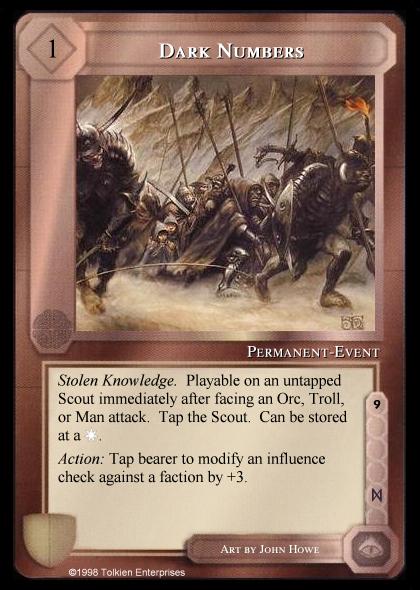 1
DARK NUMBERS
PERMANENT-EVENT
Stolen Knowledge. Playable on an untapped
Scout immediately after facing an Orc, Troll,
or Man attack. Tap the Scout. Can be stored
at a .
Action: Tap bearer to modify an influence
check against a faction by +3.
9
ART BY JOHN HOWE
©1998 Tolkien Enterprises